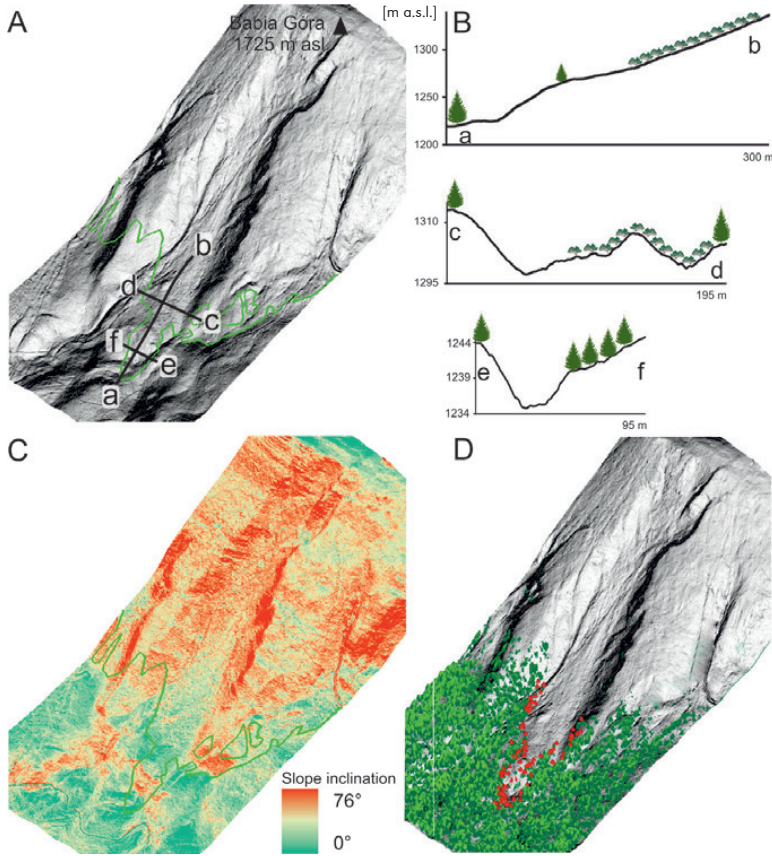 A
Babia Góra
1725 m asl
b
d
c
f
e
a
B
[m a.s.l.]
1300
1250
1200
a
b
300 m
1310
1295
c
d
195 m
1244
1239
1234
e
f
95 m
C
Slope inclination
76°
0°
D